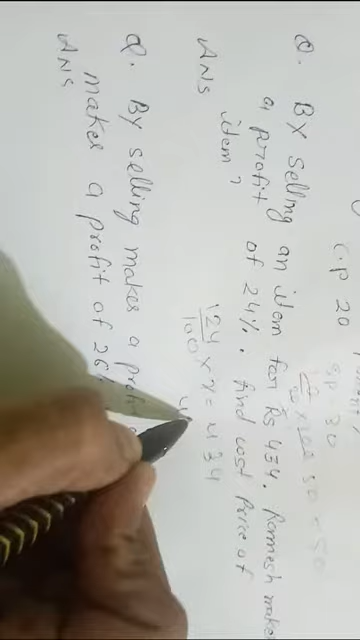 C.P 20
SP 30
Q. By selling an item for Rs 434. Ramesh makes
a profit of 24%. find cost price of
item?
ANS
124/100 x x = 434
Q. By selling makes a
makes a profit of 26
ANS